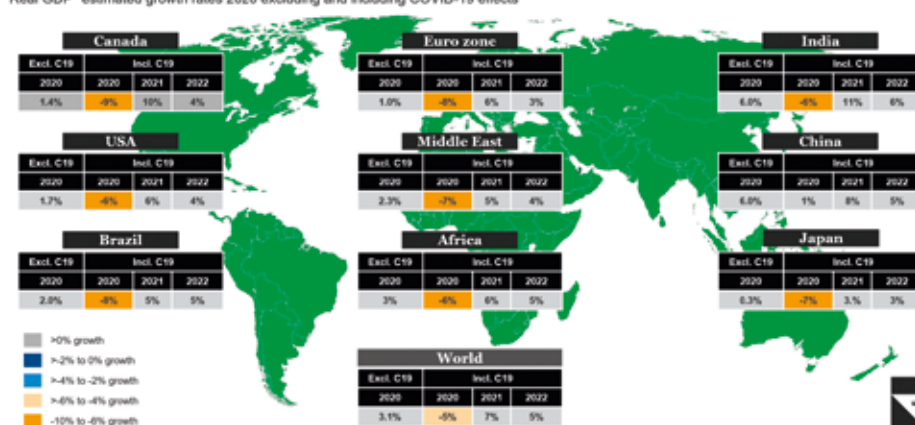 Real GDP estimated growth rates 2020 excluding and including COVID-19 effects
Canada
Excl. C19 Incl. C19
2020 2020 2021 2022
1.4% -9% 10% 4%
Euro zone
Excl. C19 Incl. C19
2020 2020 2021 2022
1.0% -8% 6% 3%
India
Excl. C19 Incl. C19
2020 2020 2021 2022
6.0% -6% 11% 6%
USA
Excl. C19 Incl. C19
2020 2020 2021 2022
1.7% -6% 6% 4%
Middle East
Excl. C19 Incl. C19
2020 2020 2021 2022
2.3% -7% 5% 4%
China
Excl. C19 Incl. C19
2020 2020 2021 2022
6.0% 1% 8% 5%
Brazil
Excl. C19 Incl. C19
2020 2020 2021 2022
2.0% -8% 5% 5%
Africa
Excl. C19 Incl. C19
2020 2020 2021 2022
3% -6% 6% 5%
Japan
Excl. C19 Incl. C19
2020 2020 2021 2022
0.3% -7% 3.% 3%
World
Excl. C19 Incl. C19
2020 2020 2021 2022
3.1% -5% 7% 5%
>0% growth
>-2% to 0% growth
>-4% to -2% growth
>-6% to -4% growth
-10% to -6% growth